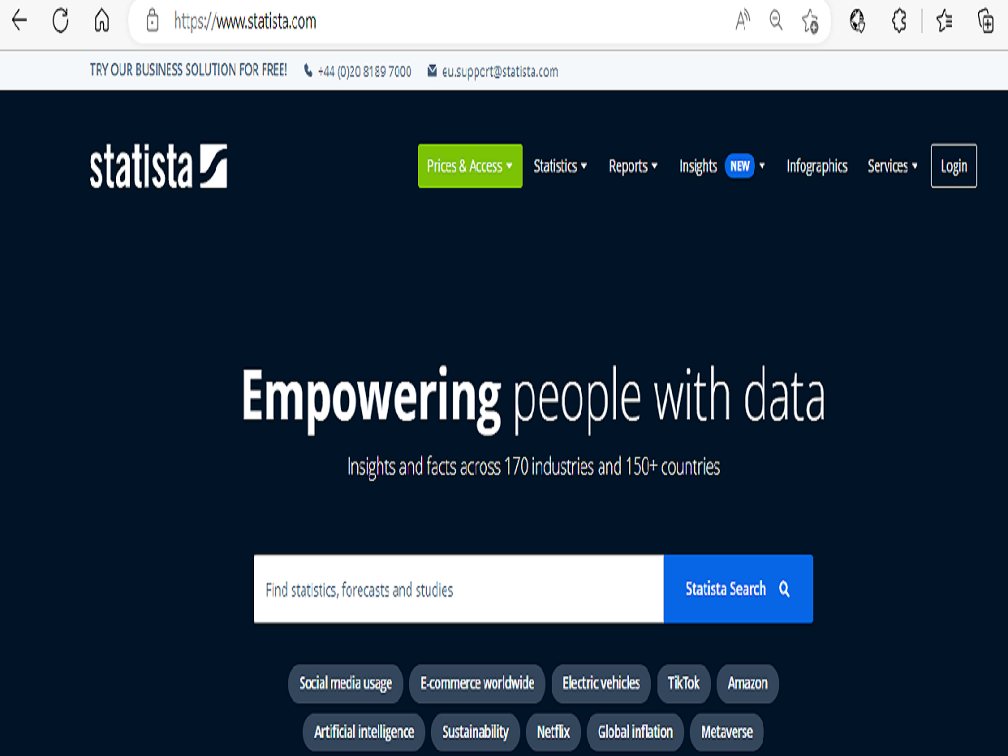 https://www.statista.com
TRY OUR BUSINESS SOLUTION FOR FREE! +44 (0)20 8189 7000 eu.support@statista.com
statista Prices & Access Statistics Reports Insights NEW Infographics Services Login
Empowering people with data
Insights and facts across 170 industries and 150+ countries
Find statistics, forecasts and studies Statista Search
Social media usage E-commerce worldwide Electric vehicles TikTok Amazon
Artificial intelligence Sustainability Netflix Global inflation Metaverse